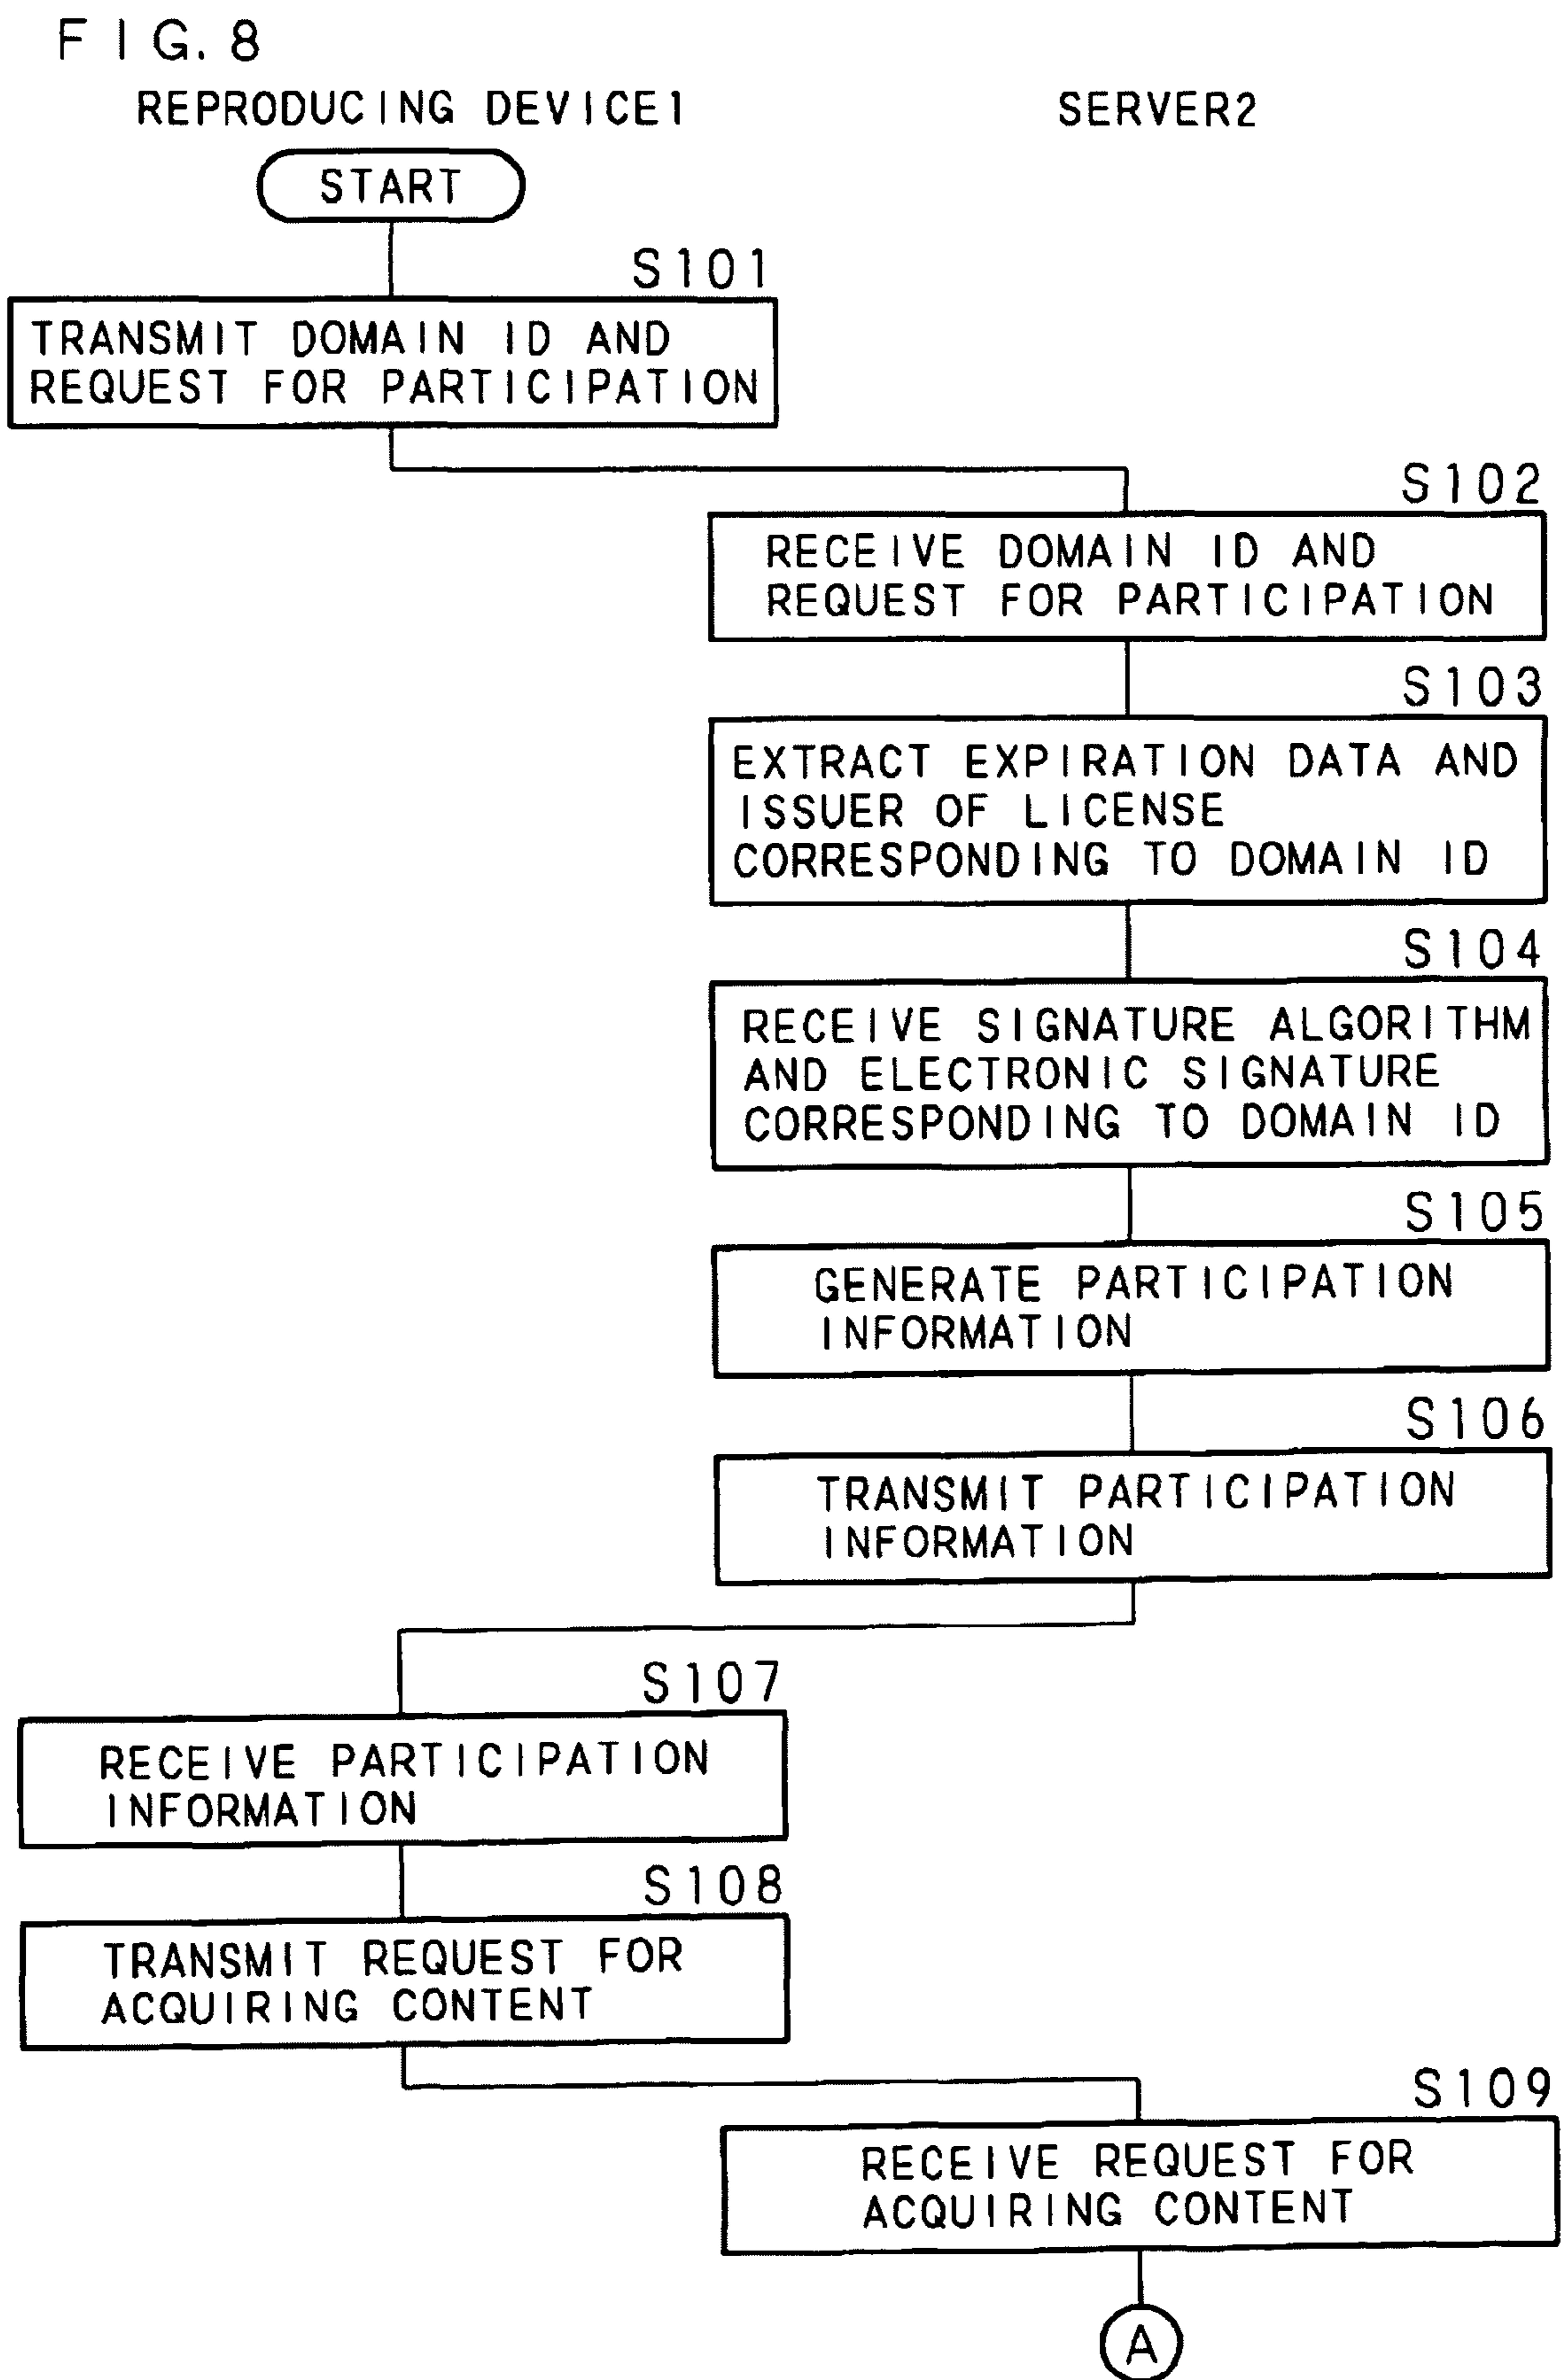 FIG. 8
REPRODUCING DEVICE1
SERVER2
START
S101
TRANSMIT DOMAIN ID AND
REQUEST FOR PARTICIPATION
S102
RECEIVE DOMAIN ID AND
REQUEST FOR PARTICIPATION
S103
EXTRACT EXPIRATION DATA AND
ISSUER OF LICENSE
CORRESPONDING TO DOMAIN ID
S104
RECEIVE SIGNATURE ALGORITHM
AND ELECTRONIC SIGNATURE
CORRESPONDING TO DOMAIN ID
S105
GENERATE PARTICIPATION
INFORMATION
S106
TRANSMIT PARTICIPATION
INFORMATION
S107
RECEIVE PARTICIPATION
INFORMATION
S108
TRANSMIT REQUEST FOR
ACQUIRING CONTENT
S109
RECEIVE REQUEST FOR
ACQUIRING CONTENT
A